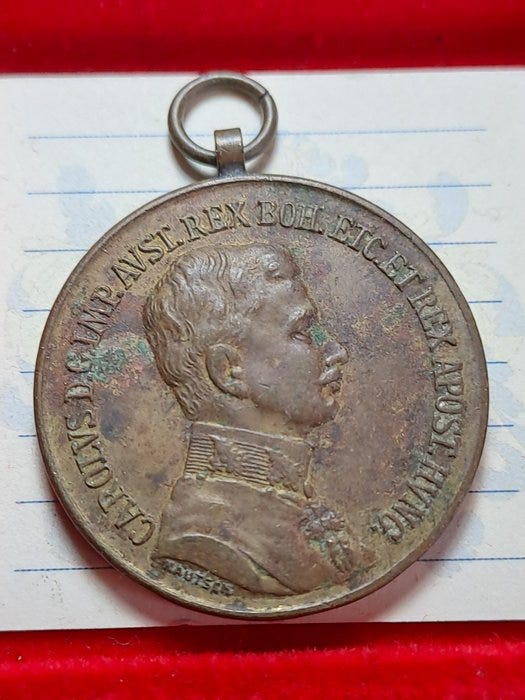 CAROLVS D.G.IMP.AVST.REX BOH.ETC.ET REX APOST.HVNG.
KAUTSCH